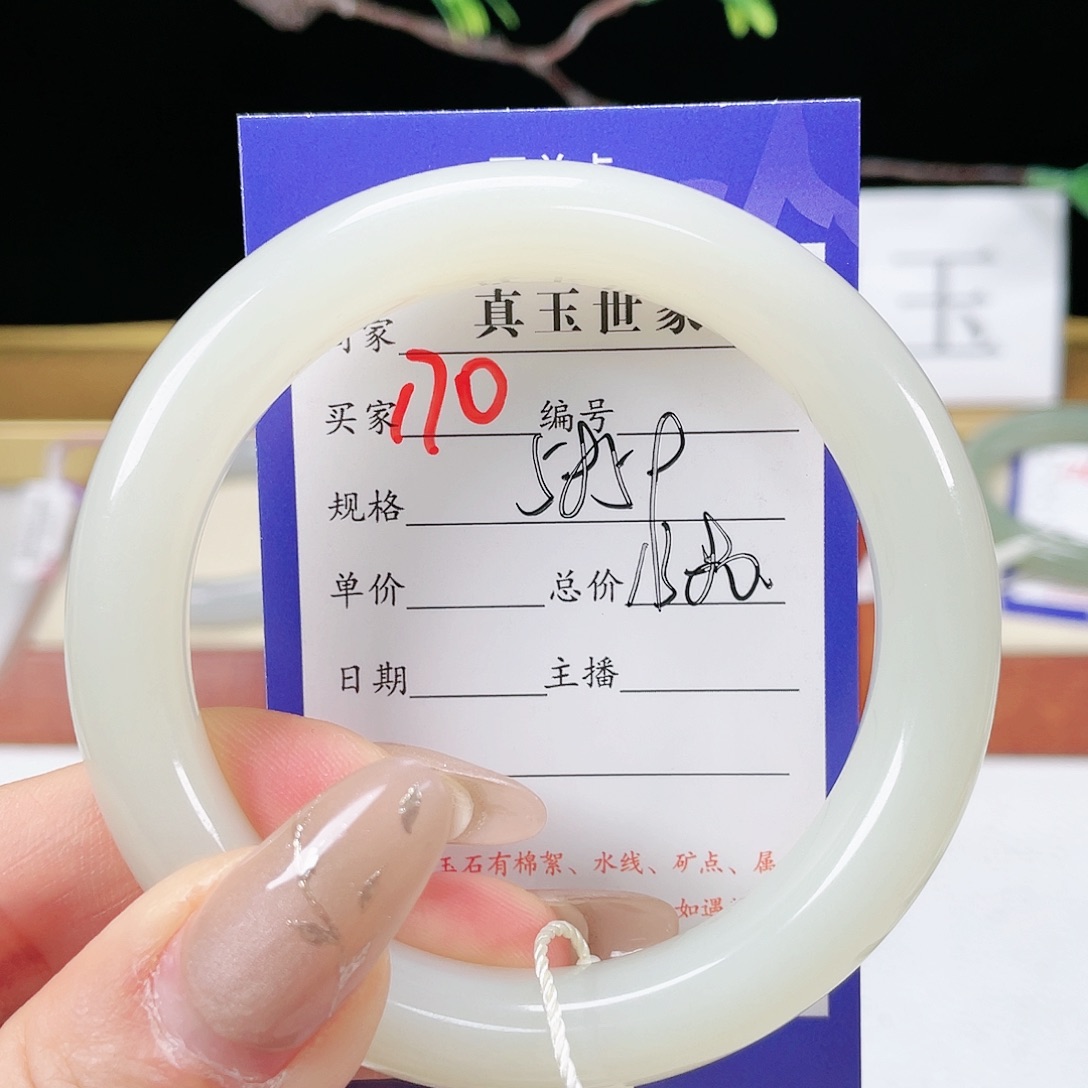 真玉世家
家
买家 170 编号
规格
单价 总价
日期 主播
玉石有棉絮、水线、矿点、属
如遇
玉